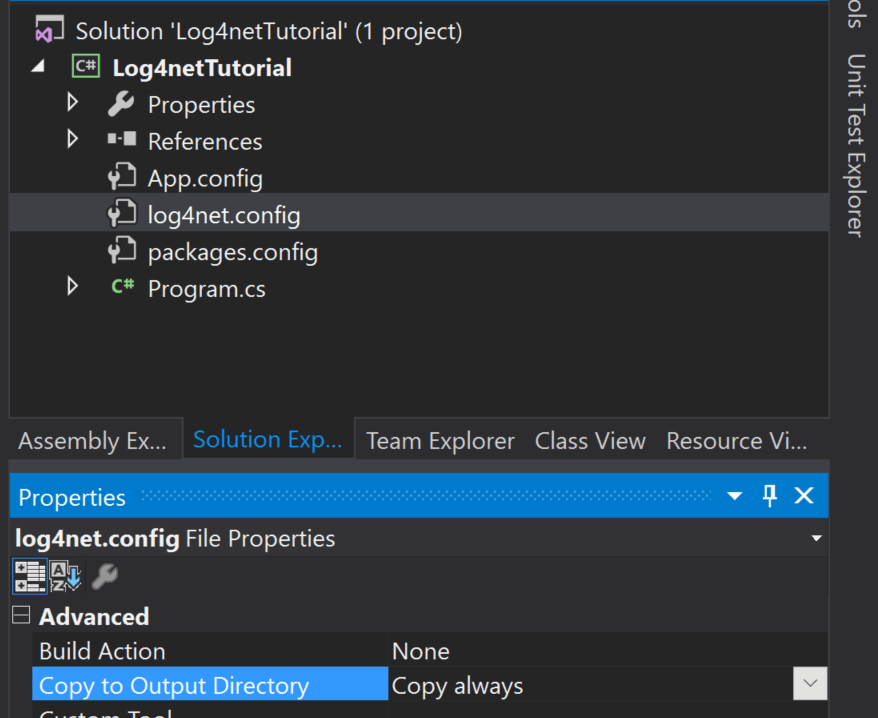 Solution 'Log4netTutorial' (1 project)
C# Log4netTutorial
Properties
References
App.config
log4net.config
packages.config
C# Program.cs
ols
Unit Test Explorer
Assembly Ex... Solution Exp... Team Explorer Class View Resource Vi...
Properties
log4net.config File Properties
Advanced
Build Action None
Copy to Output Directory Copy always
Custom Tool